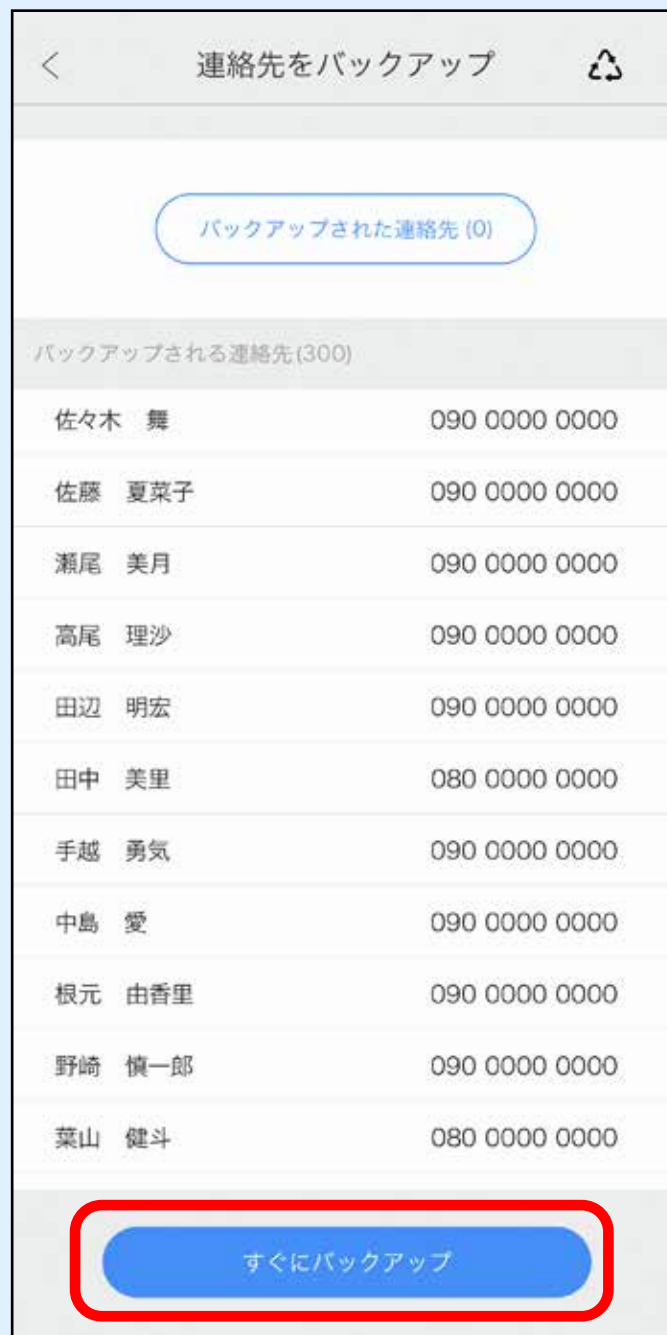 連絡先をバックアップ
バックアップされた連絡先 (0)
バックアップされる連絡先(300)
佐々木　舞 090 0000 0000
佐藤　夏菜子 090 0000 0000
瀬尾　美月 090 0000 0000
高尾　理沙 090 0000 0000
田辺　明宏 090 0000 0000
田中　美里 080 0000 0000
手越　勇気 090 0000 0000
中島　愛 090 0000 0000
根元　由香里 090 0000 0000
野崎　慎一郎 090 0000 0000
葉山　健斗 080 0000 0000
すぐにバックアップ